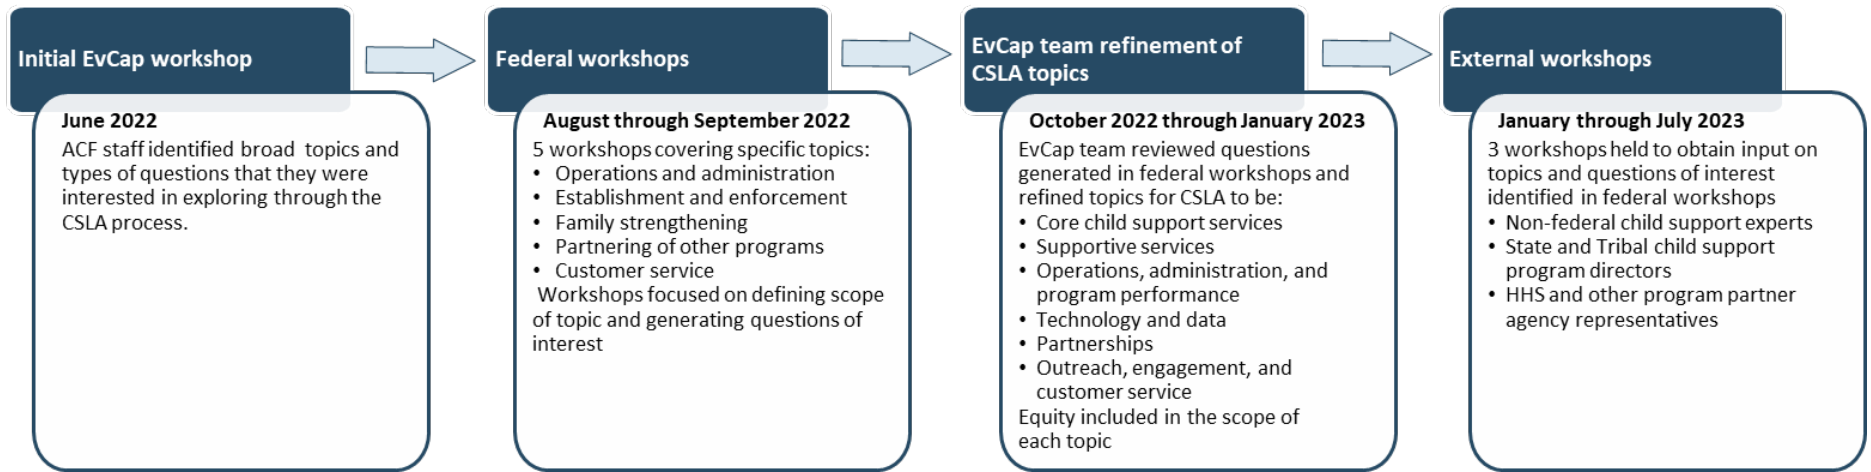 Initial EvCap workshop
June 2022
ACF staff identified broad topics and
types of questions that they were
interested in exploring through the
CSLA process.
Federal workshops
August through September 2022
5 workshops covering specific topics:
• Operations and administration
• Establishment and enforcement
• Family strengthening
• Partnering of other programs
• Customer service
Workshops focused on defining scope
of topic and generating questions of
interest
EvCap team refinement of
CSLA topics
October 2022 through January 2023
EvCap team reviewed questions
generated in federal workshops and
refined topics for CSLA to be:
• Core child support services
• Supportive services
• Operations, administration, and
program performance
• Technology and data
• Partnerships
• Outreach, engagement, and
customer service
Equity included in the scope of
each topic
External workshops
January through July 2023
3 workshops held to obtain input on
topics and questions of interest
identified in federal workshops
• Non-federal child support experts
• State and Tribal child support
program directors
• HHS and other program partner
agency representatives